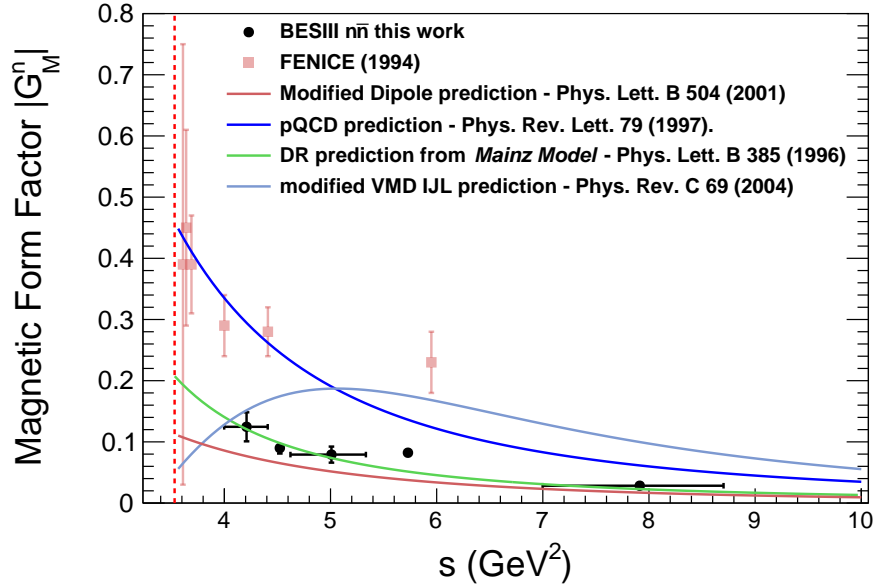 0.8
0.7
0.6
0.5
0.4
0.3
0.2
0.1
0
Magnetic Form Factor |G_M^n|
BESIII nn̅ this work
FENICE (1994)
Modified Dipole prediction - Phys. Lett. B 504 (2001)
pQCD prediction - Phys. Rev. Lett. 79 (1997).
DR prediction from Mainz Model - Phys. Lett. B 385 (1996)
modified VMD IJL prediction - Phys. Rev. C 69 (2004)
4 5 6 7 8 9 10
s (GeV²)